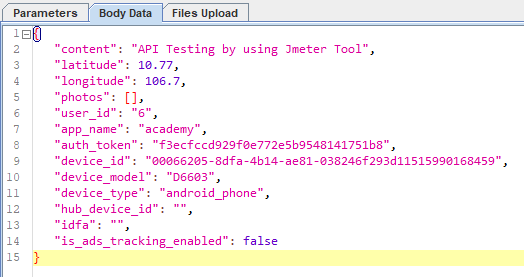 Parameters Body Data Files Upload
1 {
2 "content": "API Testing by using Jmeter Tool",
3 "latitude": 10.77,
4 "longitude": 106.7,
5 "photos": [],
6 "user_id": "6",
7 "app_name": "academy",
8 "auth_token": "f3ecfccd929f0e772e5b9548141751b8",
9 "device_id": "00066205-8dfa-4b14-ae81-038246f293d11515990168459",
10 "device_model": "D6603",
11 "device_type": "android_phone",
12 "hub_device_id": "",
13 "idfa": "",
14 "is_ads_tracking_enabled": false
15 }